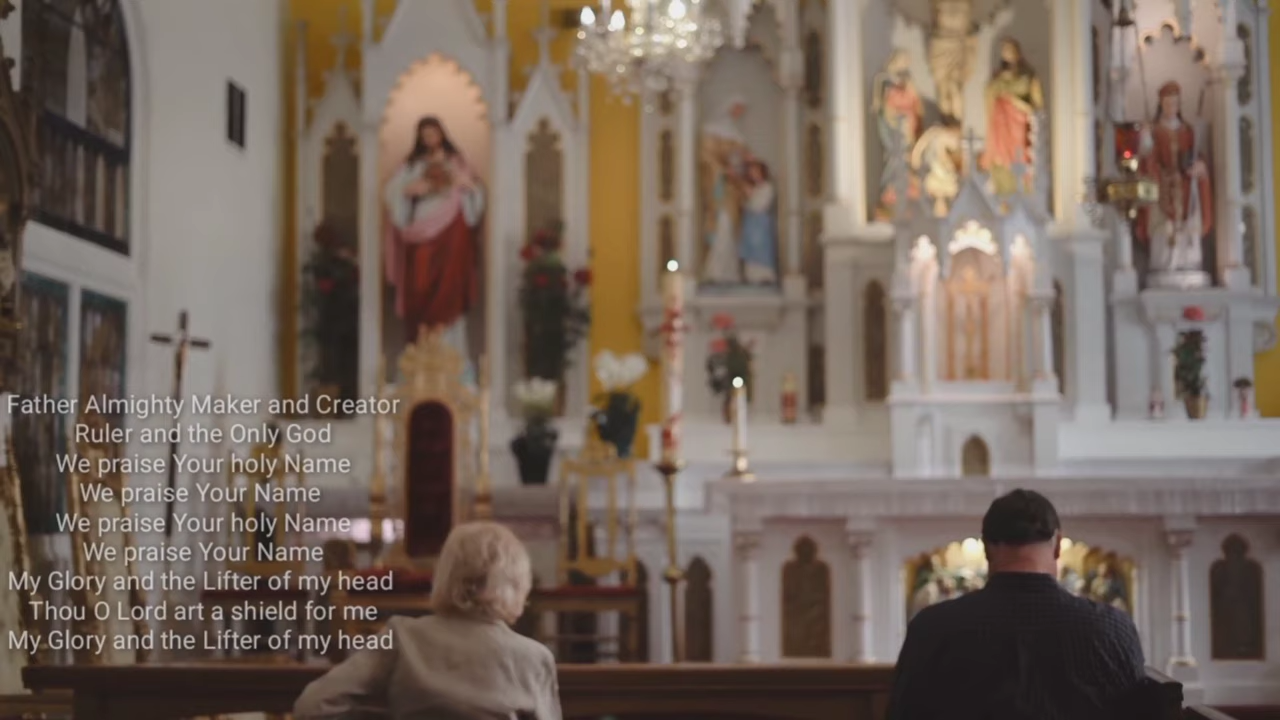 Father Almighty Maker and Creator
Ruler and the Only God
We praise Your holy Name
We praise Your Name
We praise Your holy Name
We praise Your Name
My Glory and the Lifter of my head
Thou O Lord art a shield for me
My Glory and the Lifter of my head